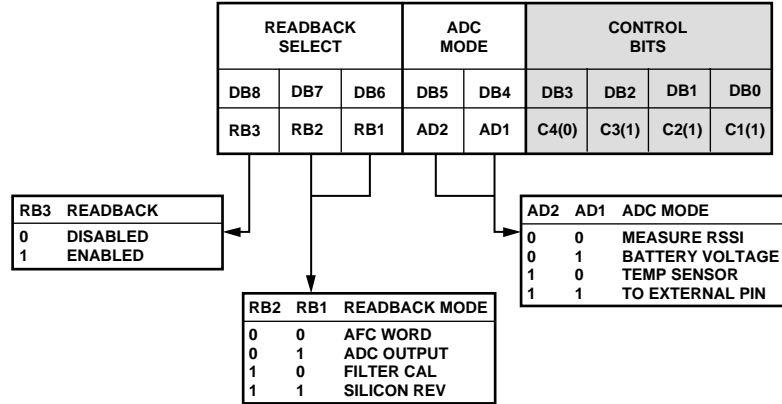 READBACK SELECT ADC MODE CONTROL BITS
DB8 DB7 DB6 DB5 DB4 DB3 DB2 DB1 DB0
RB3 RB2 RB1 AD2 AD1 C4(0) C3(1) C2(1) C1(1)
RB3 READBACK
0 DISABLED
1 ENABLED
RB2 RB1 READBACK MODE
0 0 AFC WORD
0 1 ADC OUTPUT
1 0 FILTER CAL
1 1 SILICON REV
AD2 AD1 ADC MODE
0 0 MEASURE RSSI
0 1 BATTERY VOLTAGE
1 0 TEMP SENSOR
1 1 TO EXTERNAL PIN